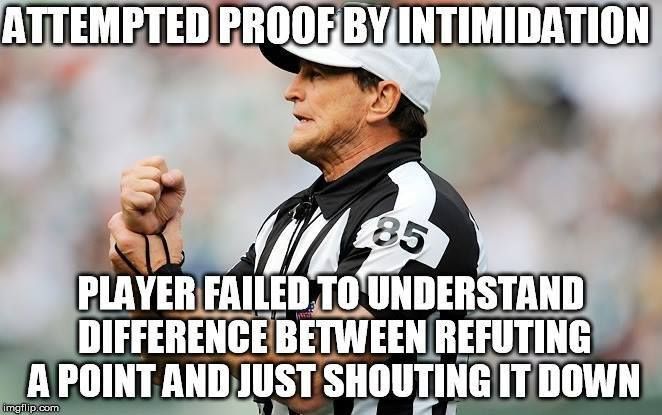 ATTEMPTED PROOF BY INTIMIDATION
85
PLAYER FAILED TO UNDERSTAND
DIFFERENCE BETWEEN REFUTING
A POINT AND JUST SHOUTING IT DOWN
imgflip.com